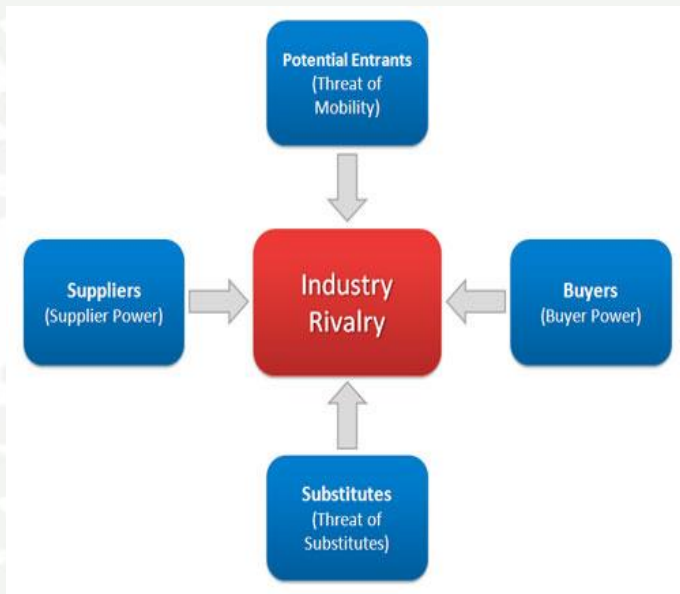 Potential Entrants
(Threat of
Mobility)
Suppliers
(Supplier Power)
Industry
Rivalry
Buyers
(Buyer Power)
Substitutes
(Threat of
Substitutes)